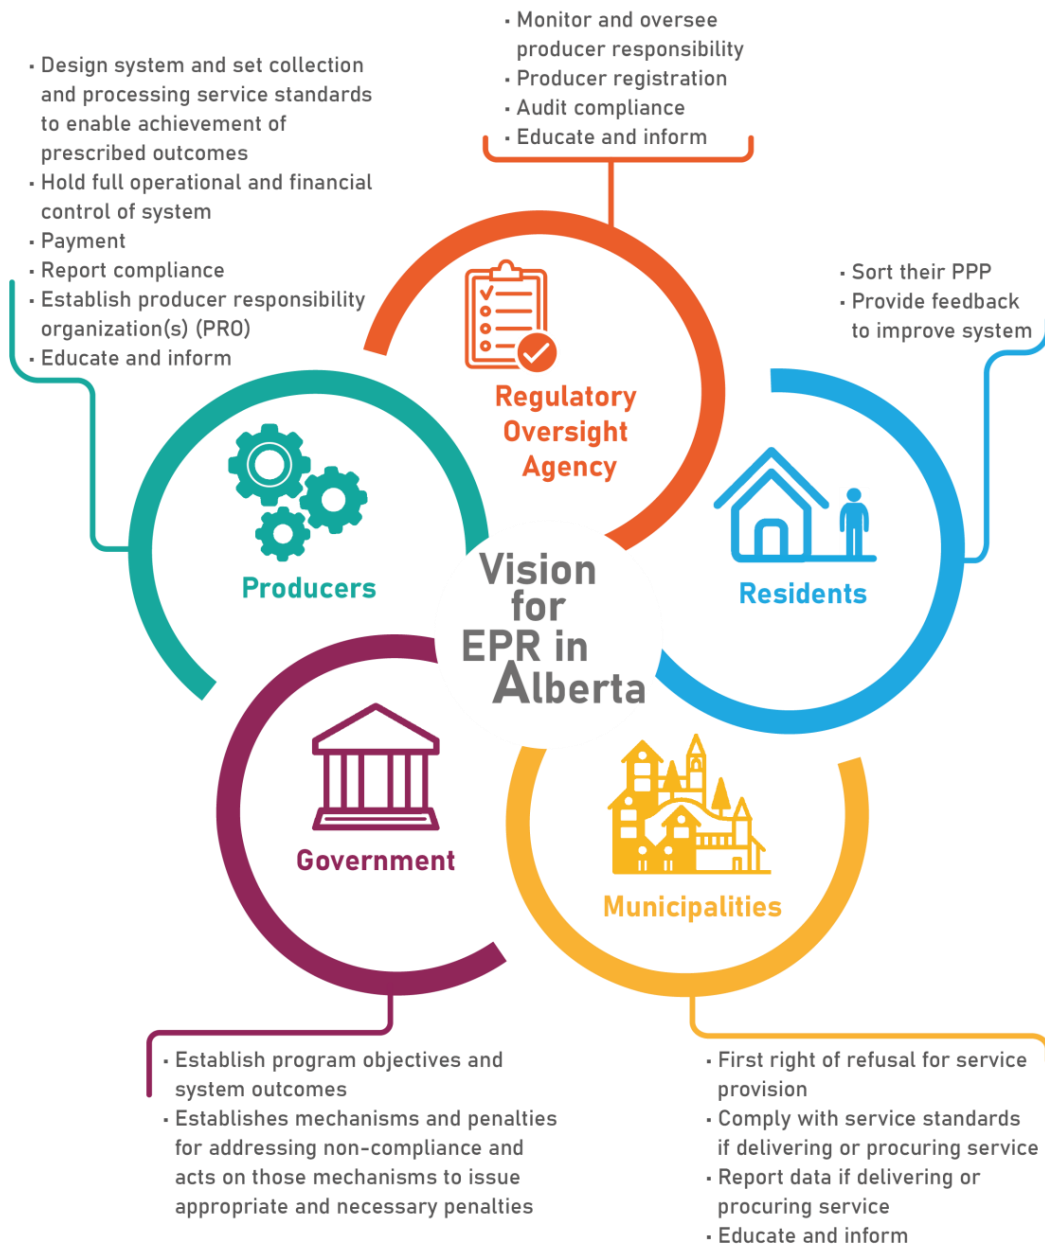 · Monitor and oversee
producer responsibility
· Producer registration
· Audit compliance
· Educate and inform
· Design system and set collection
and processing service standards
to enable achievement of
prescribed outcomes
· Hold full operational and financial
control of system
· Payment
· Report compliance
· Establish producer responsibility
organization(s) (PRO)
· Educate and inform
· Sort their PPP
· Provide feedback
to improve system
Regulatory
Oversight
Agency
Producers
Residents
Vision
for
EPR in
Alberta
Government
Municipalities
· Establish program objectives and
system outcomes
· Establishes mechanisms and penalties
for addressing non-compliance and
acts on those mechanisms to issue
appropriate and necessary penalties
· First right of refusal for service
provision
· Comply with service standards
if delivering or procuring service
· Report data if delivering or
procuring service
· Educate and inform